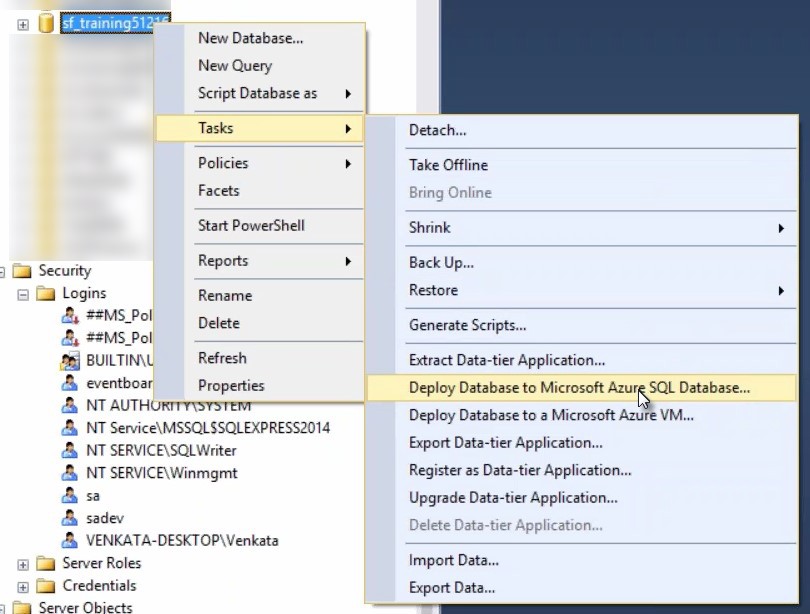 sf_training51216
New Database...
New Query
Script Database as
Tasks
Policies
Facets
Start PowerShell
Reports
Rename
Delete
Refresh
Properties
Detach...
Take Offline
Bring Online
Shrink
Back Up...
Restore
Generate Scripts...
Extract Data-tier Application...
Deploy Database to Microsoft Azure SQL Database...
Deploy Database to a Microsoft Azure VM...
Export Data-tier Application...
Register as Data-tier Application...
Upgrade Data-tier Application...
Delete Data-tier Application...
Import Data...
Export Data...
Security
Logins
##MS_Pol
##MS_Pol
BUILTIN\U
eventboar
NT AUTHORITY\SYSTEM
NT Service\MSSQL$SQLEXPRESS2014
NT SERVICE\SQLWriter
NT SERVICE\Winmgmt
sa
sadev
VENKATA-DESKTOP\Venkata
Server Roles
Credentials
Server Objects